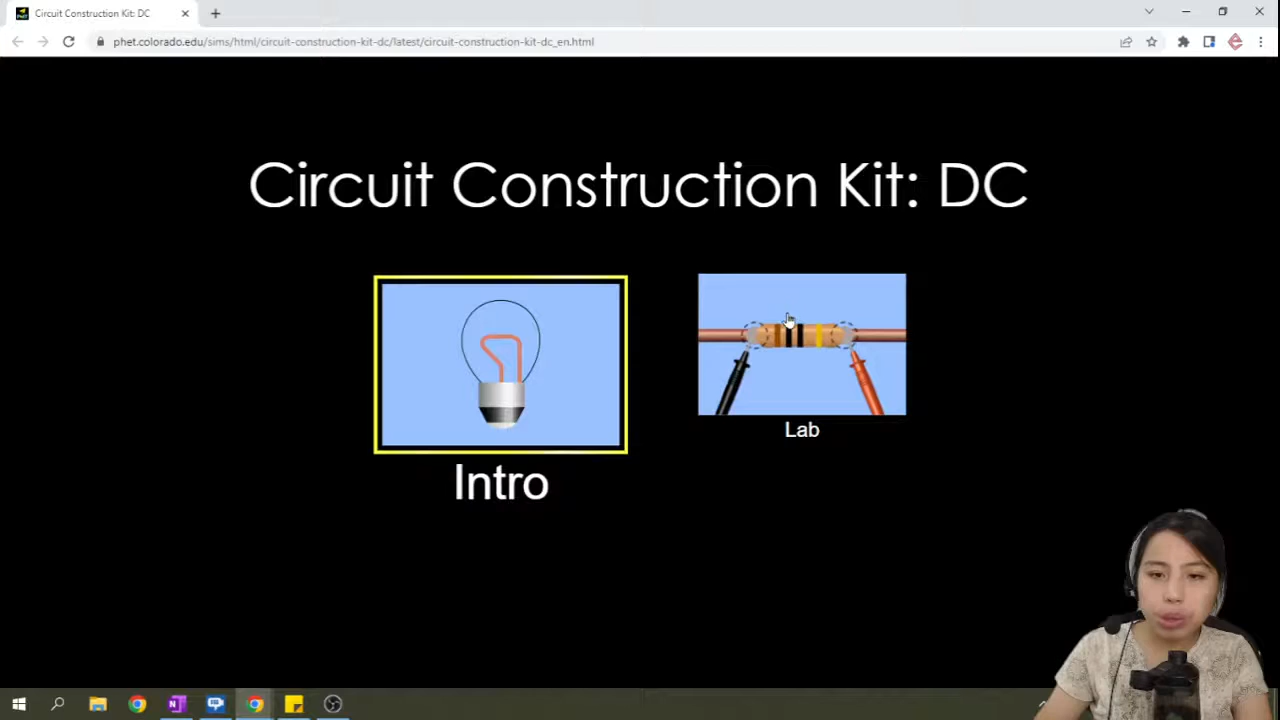 Circuit Construction Kit: DC
phet.colorado.edu/sims/html/circuit-construction-kit-dc/latest/circuit-construction-kit-dc_en.html
Circuit Construction Kit: DC
Intro
Lab